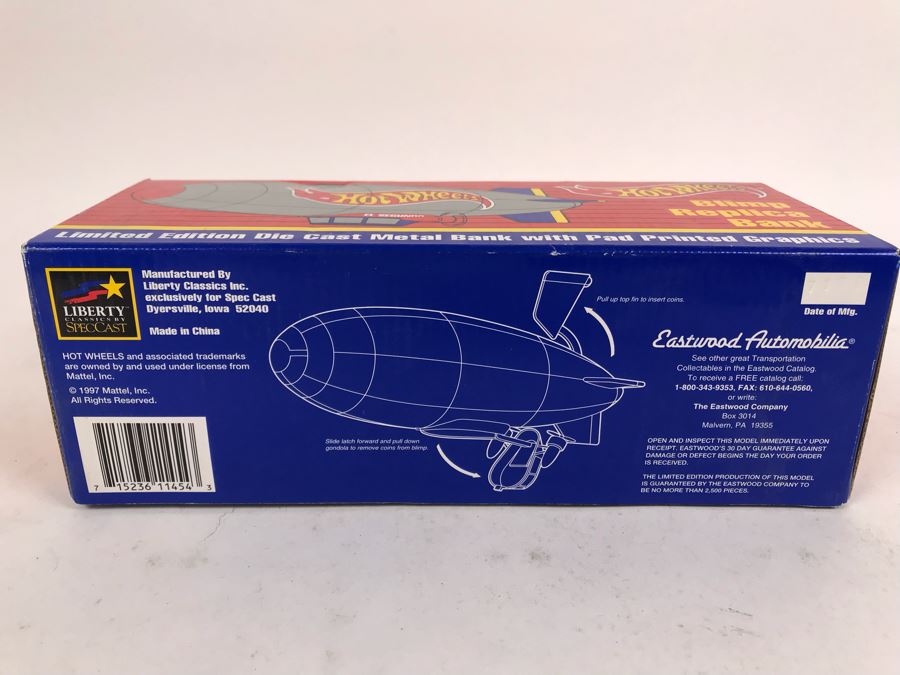 HOT WHEELS
EL SEGUNDO
HOT WHEELS
Blimp
Replica
Bank
Limited Edition Die Cast Metal Bank with Pad Printed Graphics
LIBERTY
CLASSICS BY
SPECCAST
Manufactured By
Liberty Classics Inc.
exclusively for Spec Cast
Dyersville, Iowa 52040
Made in China
HOT WHEELS and associated trademarks
are owned by and used under license from
Mattel, Inc.
© 1997 Mattel, Inc.
All Rights Reserved.
7 15236 11454 3
Pull up top fin to insert coins.
Slide latch forward and pull down
gondola to remove coins from blimp.
Date of Mfg.
Eastwood Automobilia®
See other great Transportation
Collectables in the Eastwood Catalog.
To receive a FREE catalog call:
1-800-343-9353, FAX: 610-644-0560,
or write:
The Eastwood Company
Box 3014
Malvern, PA 19355
OPEN AND INSPECT THIS MODEL IMMEDIATELY UPON
RECEIPT. EASTWOOD'S 30 DAY GUARANTEE AGAINST
DAMAGE OR DEFECT BEGINS THE DAY YOUR ORDER
IS RECEIVED.
THE LIMITED EDITION PRODUCTION OF THIS MODEL
IS GUARANTEED BY THE EASTWOOD COMPANY TO
BE NO MORE THAN 2,500 PIECES.